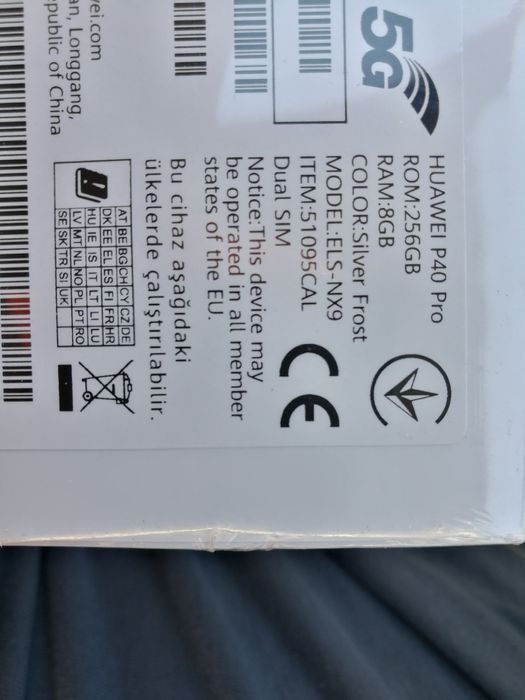 5G
HUAWEI P40 Pro
ROM:256GB
RAM:8GB
COLOR:Silver Frost
MODEL:ELS-NX9
ITEM:51095CAL
Dual SIM
Notice:This device may
be operated in all member
states of the EU.
Bu cihaz aşağıdaki
ülkelerde çalıştırılabilir.
AT BE BG CH CY CZ DE
DK EE EL ES FI FR HR
HU IE IS IT LT LI LU
LV MT NL NO PL PT RO
SE SK TR SI UK
CE
ei.com
an, Longgang,
public of China